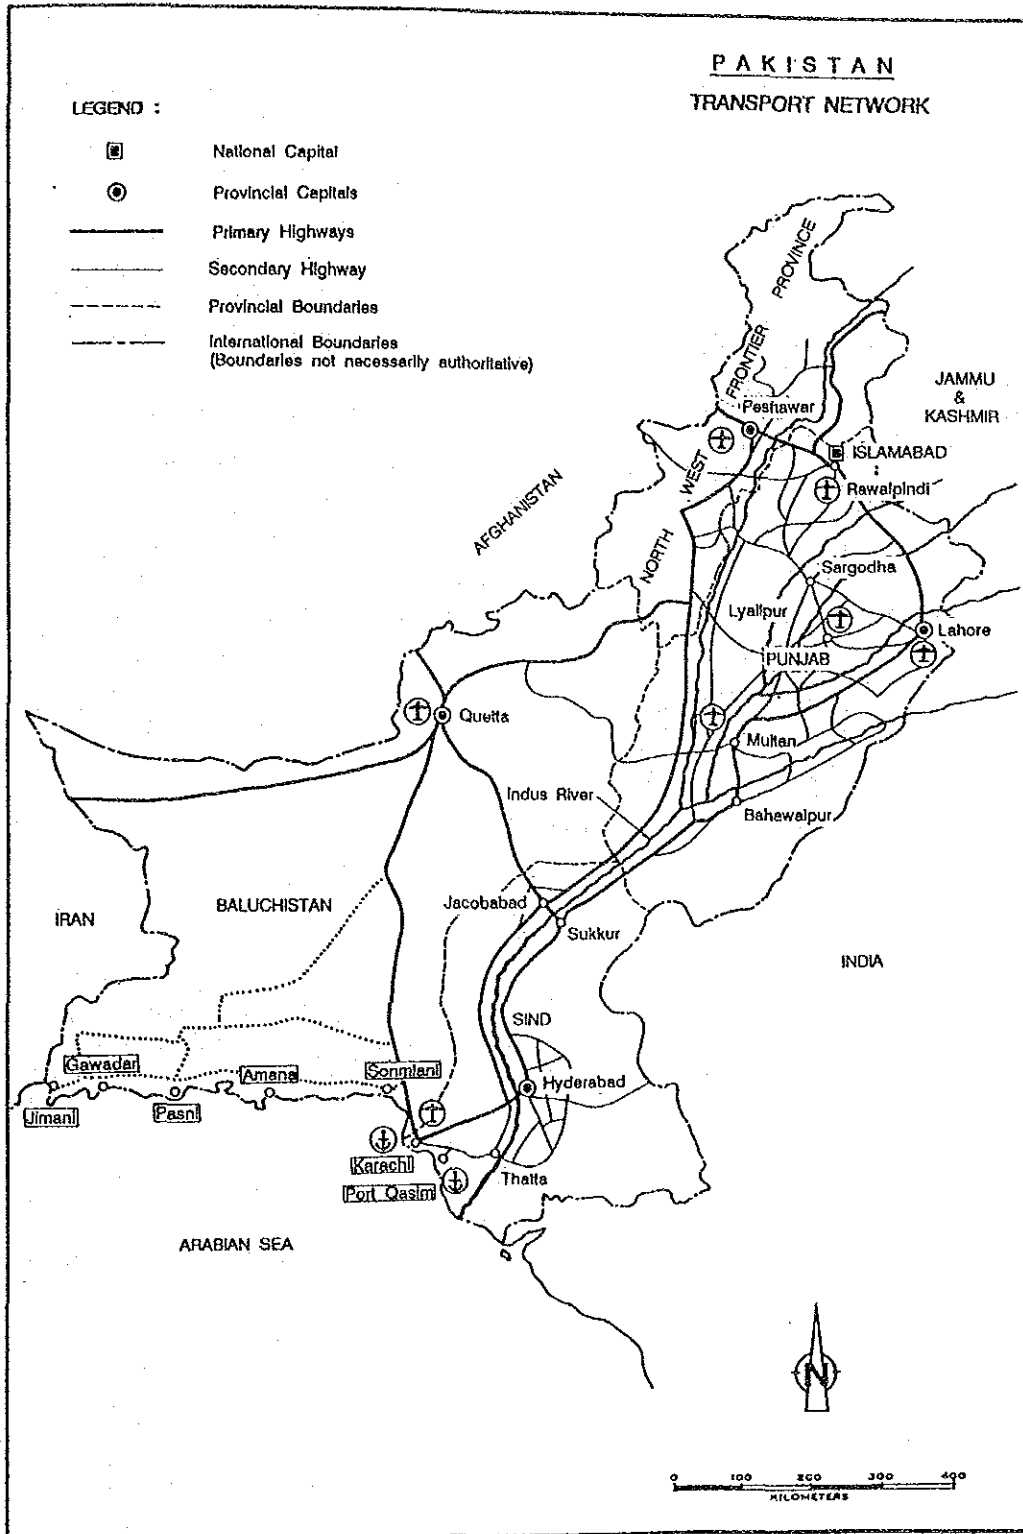 PAKISTAN
TRANSPORT NETWORK
LEGEND :
National Capital
Provincial Capitals
Primary Highways
Secondary Highway
Provincial Boundaries
International Boundaries
(Boundaries not necessarily authoritative)
NORTH WEST FRONTIER PROVINCE
JAMMU
&
KASHMIR
Peshawar
ISLAMABAD
Rawalpindi
AFGHANISTAN
Sargodha
Lyallpur
Lahore
PUNJAB
Quetta
Multan
Indus River
Bahawalpur
Jacobabad
Sukkur
IRAN
BALUCHISTAN
INDIA
SIND
Gawadar
Amana
Sonmiani
Hyderabad
Jimani
Pasni
Karachi
Port Qasim
Thatta
ARABIAN SEA
N
0 100 200 300 400
KILOMETERS